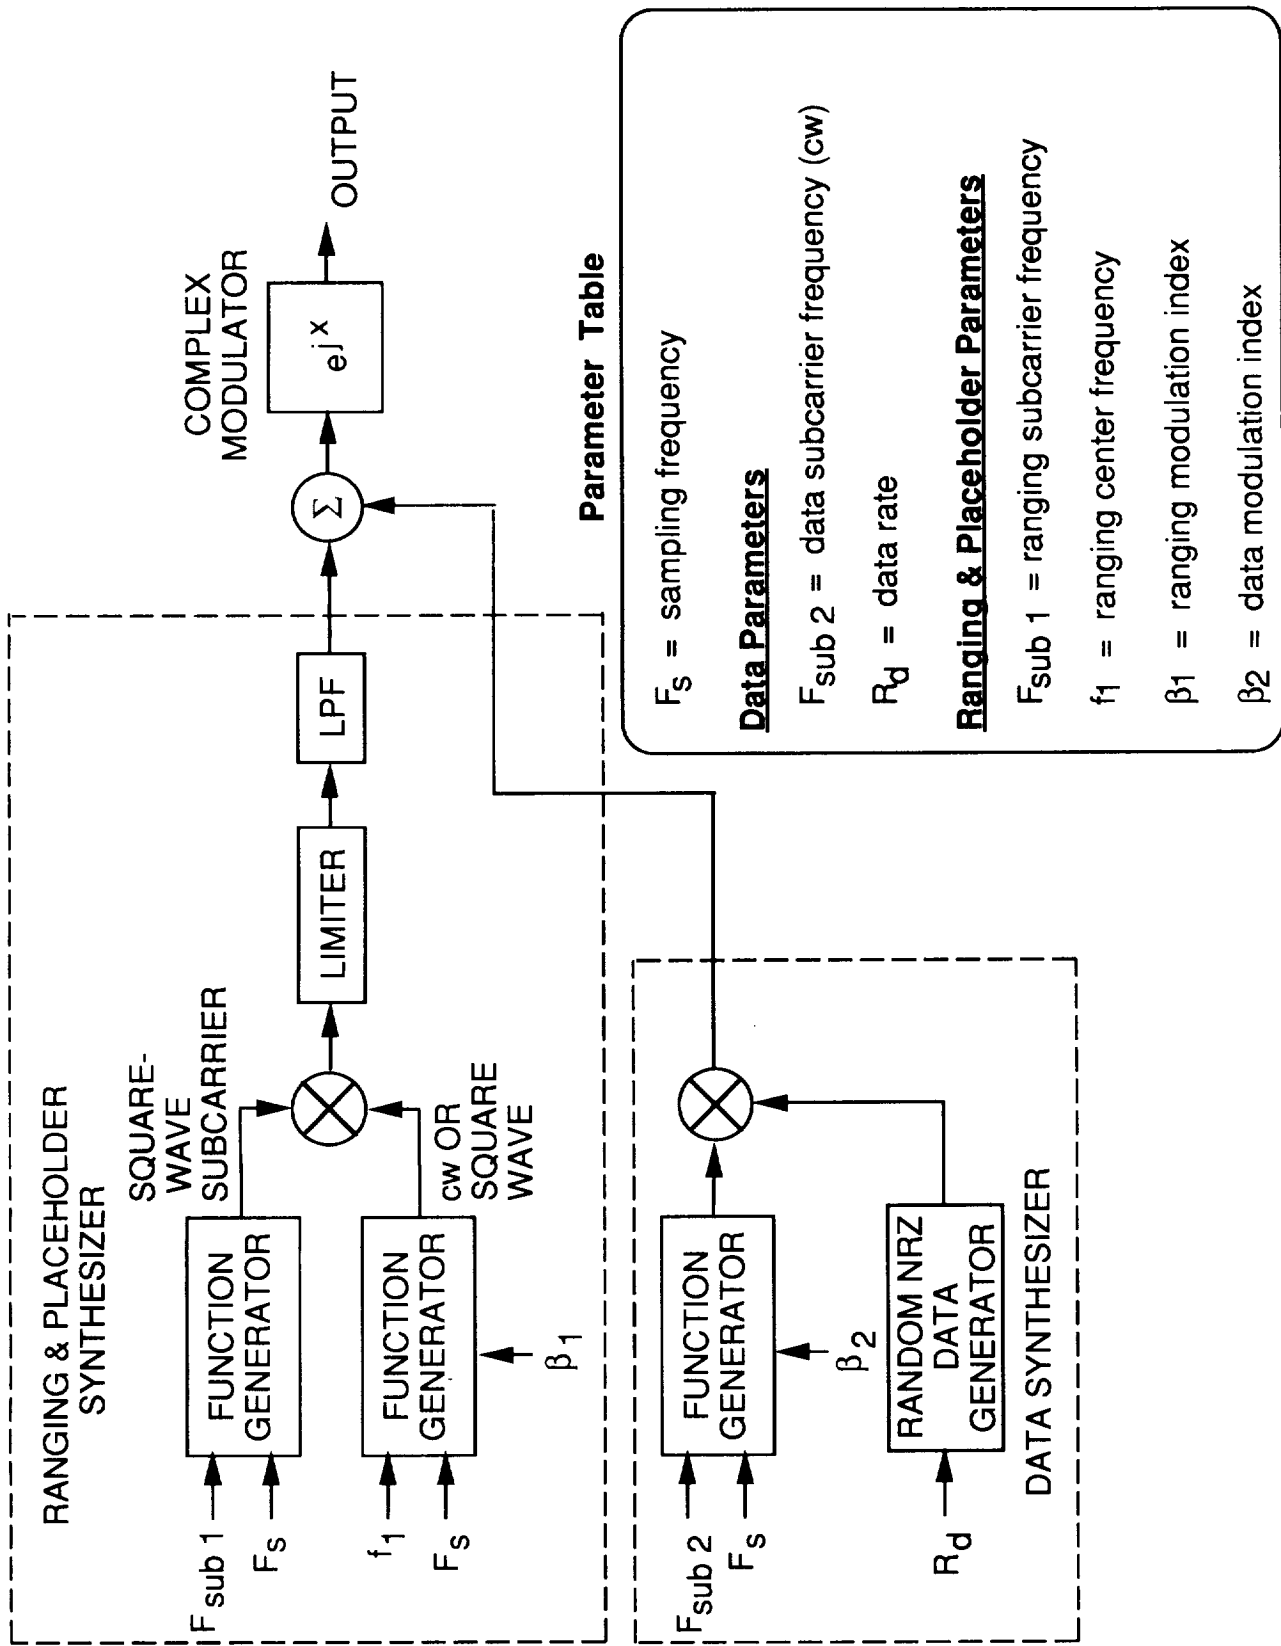 RANGING & PLACEHOLDER
SYNTHESIZER
F sub 1
Fs
FUNCTION
GENERATOR
SQUARE-
WAVE
SUBCARRIER
f1
Fs
FUNCTION
GENERATOR
β1
cw OR
SQUARE
WAVE
LIMITER
LPF
Σ
COMPLEX
MODULATOR
e j x
OUTPUT
Fsub 2
Fs
FUNCTION
GENERATOR
β2
Rd
RANDOM NRZ
DATA
GENERATOR
DATA SYNTHESIZER
Parameter Table
Fs = sampling frequency
Data Parameters
Fsub 2 = data subcarrier frequency (cw)
Rd = data rate
Ranging & Placeholder Parameters
Fsub 1 = ranging subcarrier frequency
f1 = ranging center frequency
β1 = ranging modulation index
β2 = data modulation index